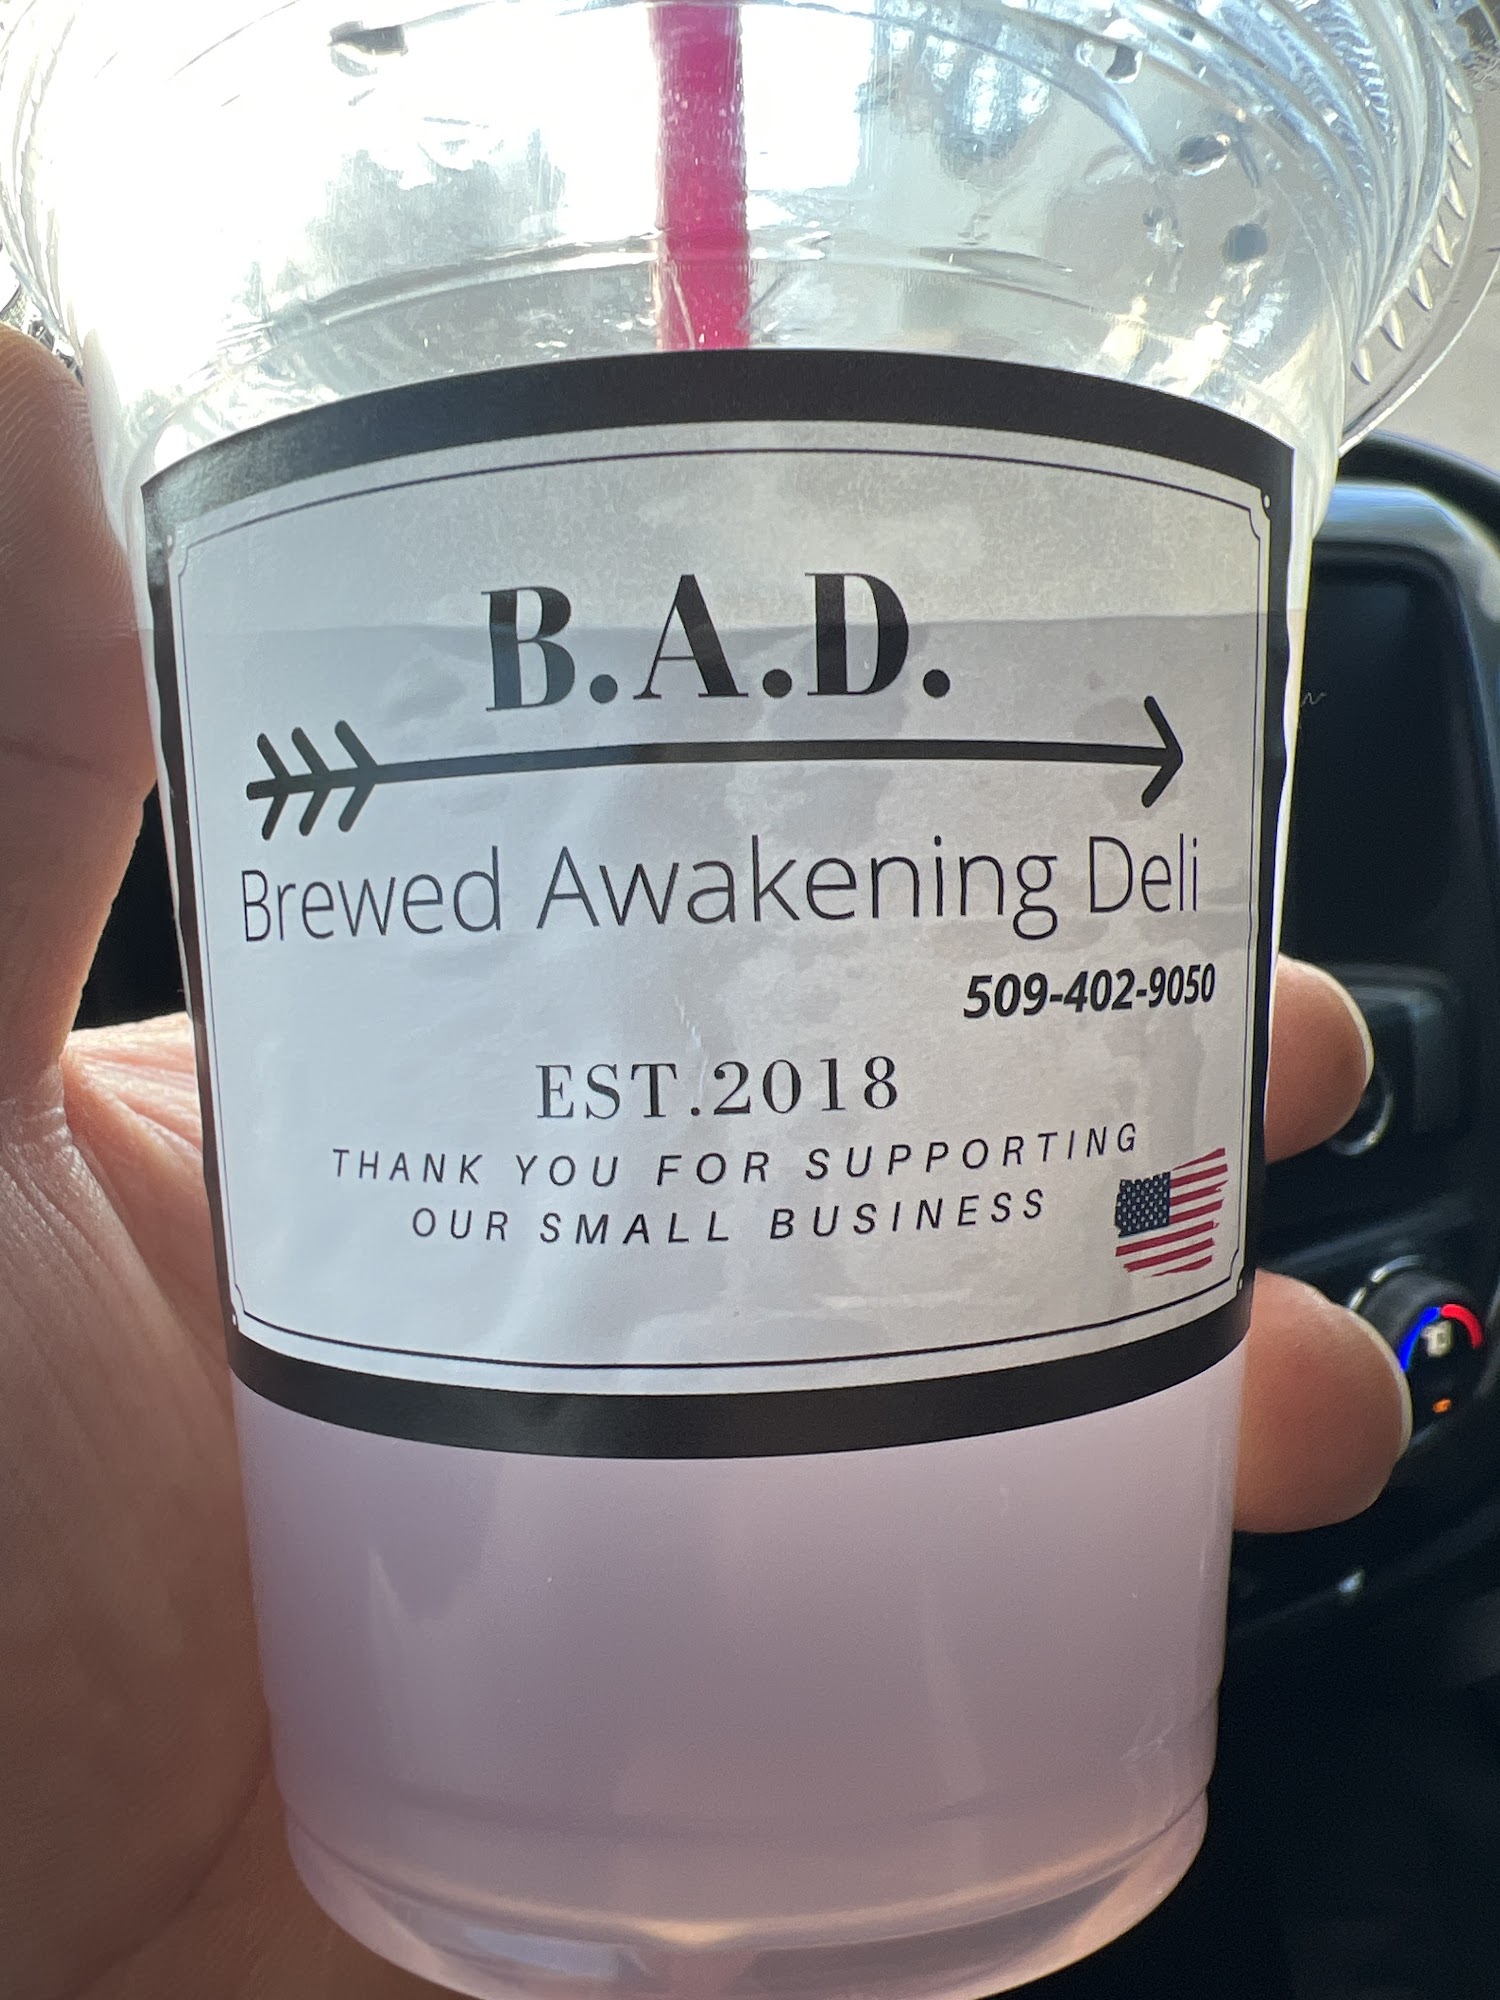 B.A.D.
Brewed Awakening Deli
509-402-9050
EST.2018
THANK YOU FOR SUPPORTING
OUR SMALL BUSINESS